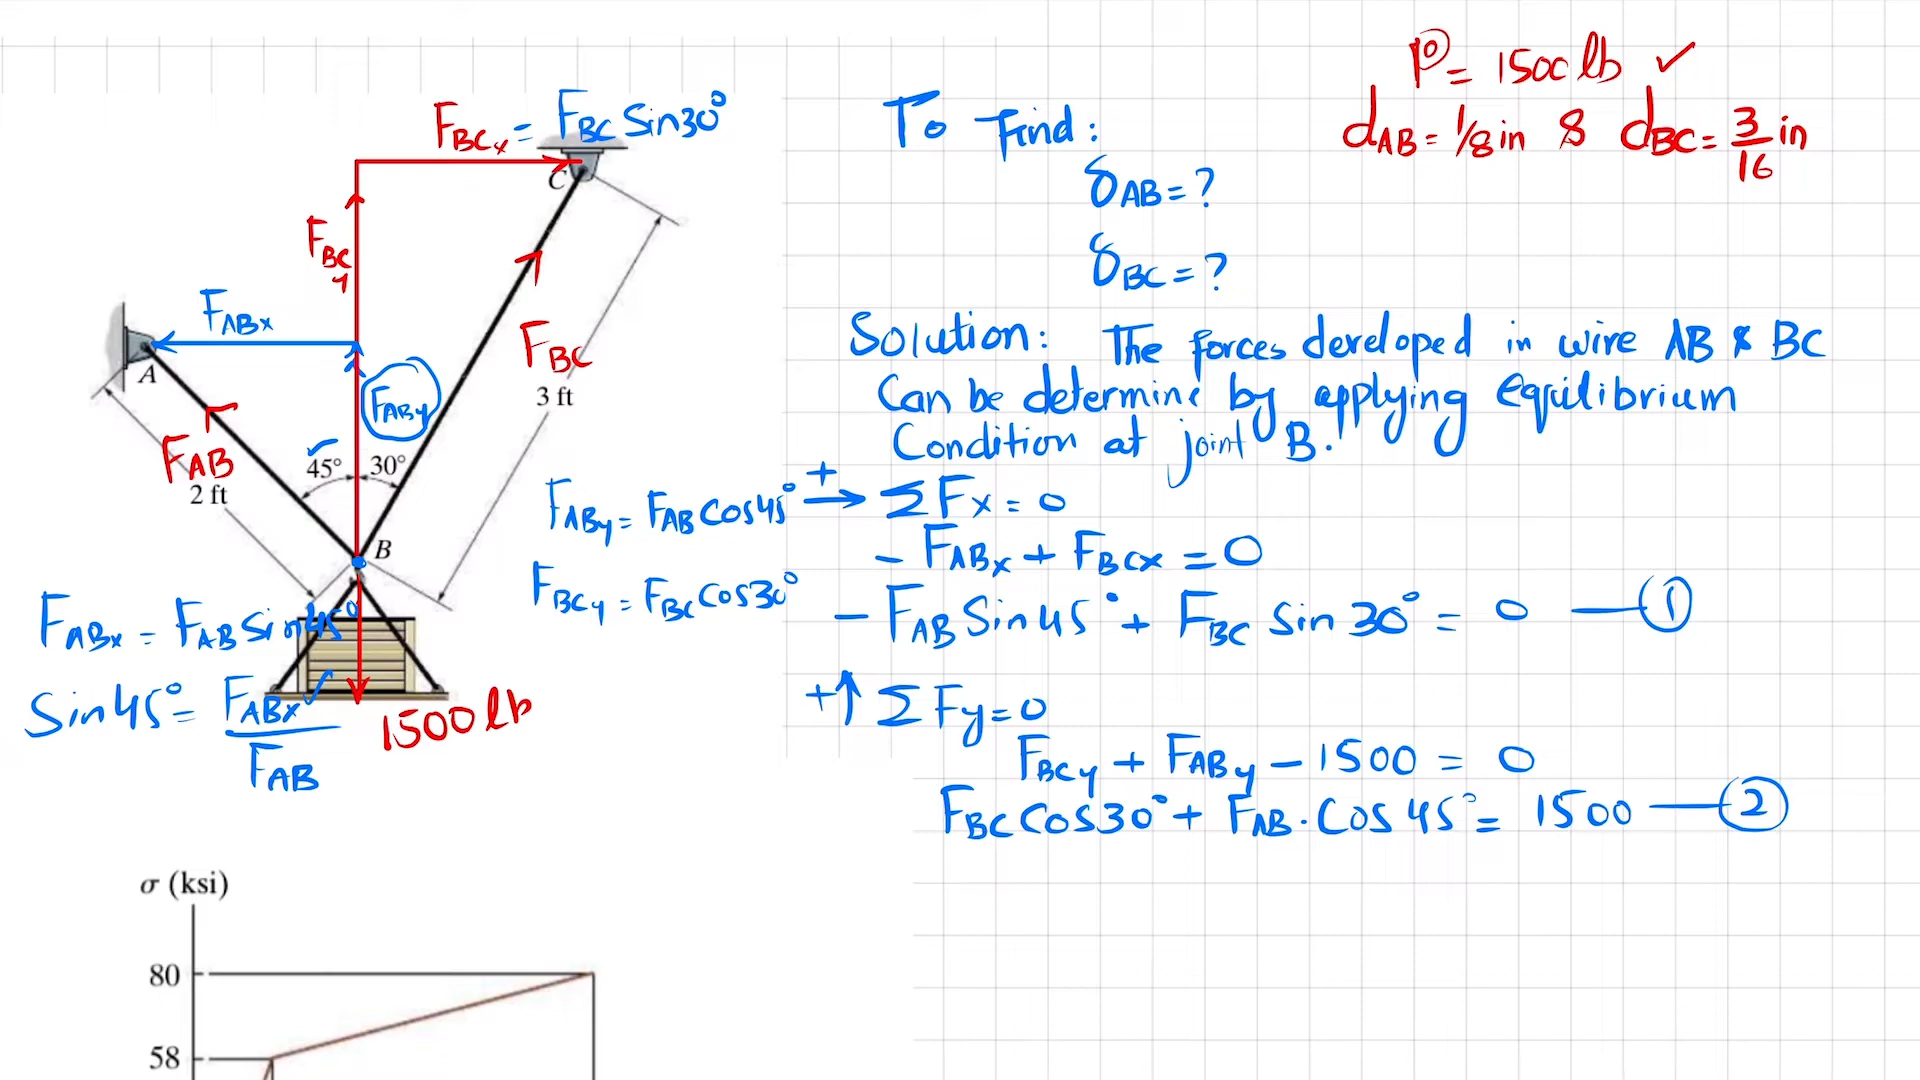 P = 1500 lb ✓
dAB = 1/8 in & dBC = 3/16 in
To Find:
δAB = ?
δBC = ?
Solution: The forces developed in wire AB & BC
Can be determine by applying Equilibrium
Condition at joint B.
+→ ΣFx = 0
- FABx + FBCx = 0
- FAB Sin45° + FBC Sin 30° = 0 — ①
+↑ ΣFy = 0
FBCy + FABy - 1500 = 0
FBC Cos30° + FAB . Cos 45° = 1500 — ②
FBCx = FBC Sin30°
C
FBCy
FABx
A
FABy
FBC
3 ft
FAB
2 ft
45° 30°
B
FABy = FAB Cos45°
FBCy = FBC Cos30°
FABx = FAB Sin45°
Sin45° = FABx / FAB
1500 lb
σ (ksi)
80
58